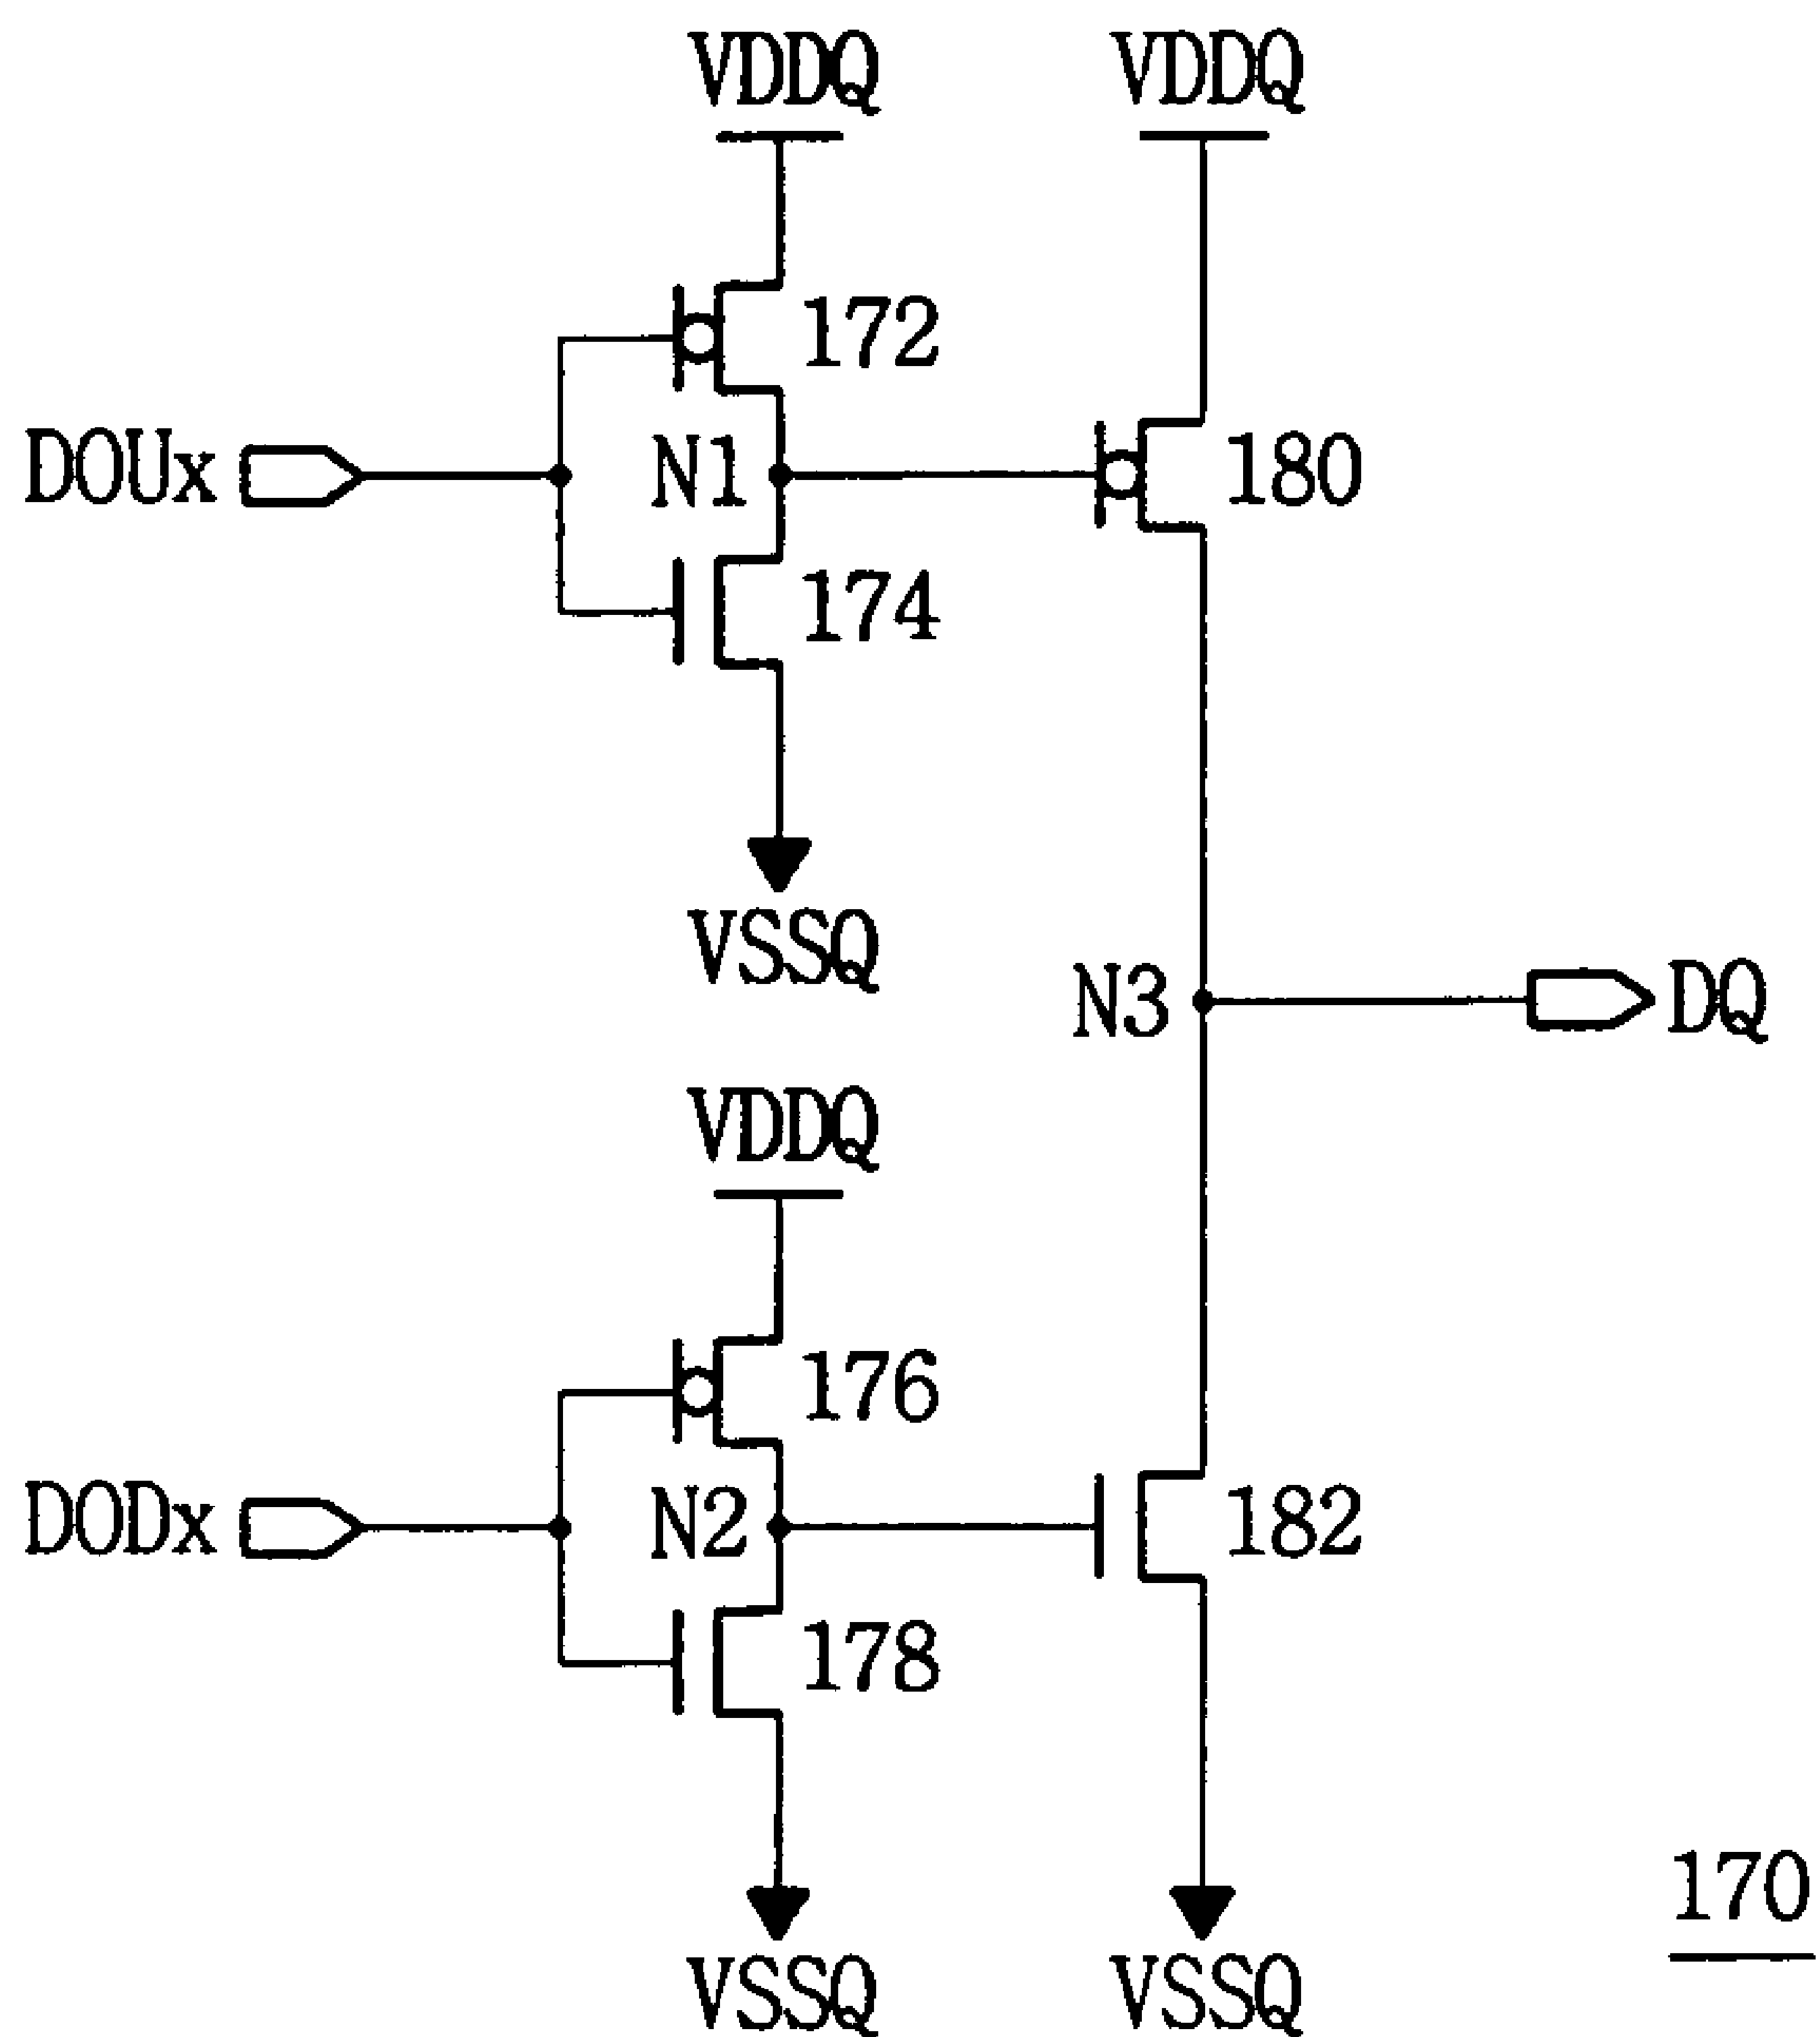 VDDQ
VDDQ
172
DOUx
N1
180
174
VSSQ
N3
DQ
VDDQ
176
DODx
N2
182
178
170
VSSQ
VSSQ